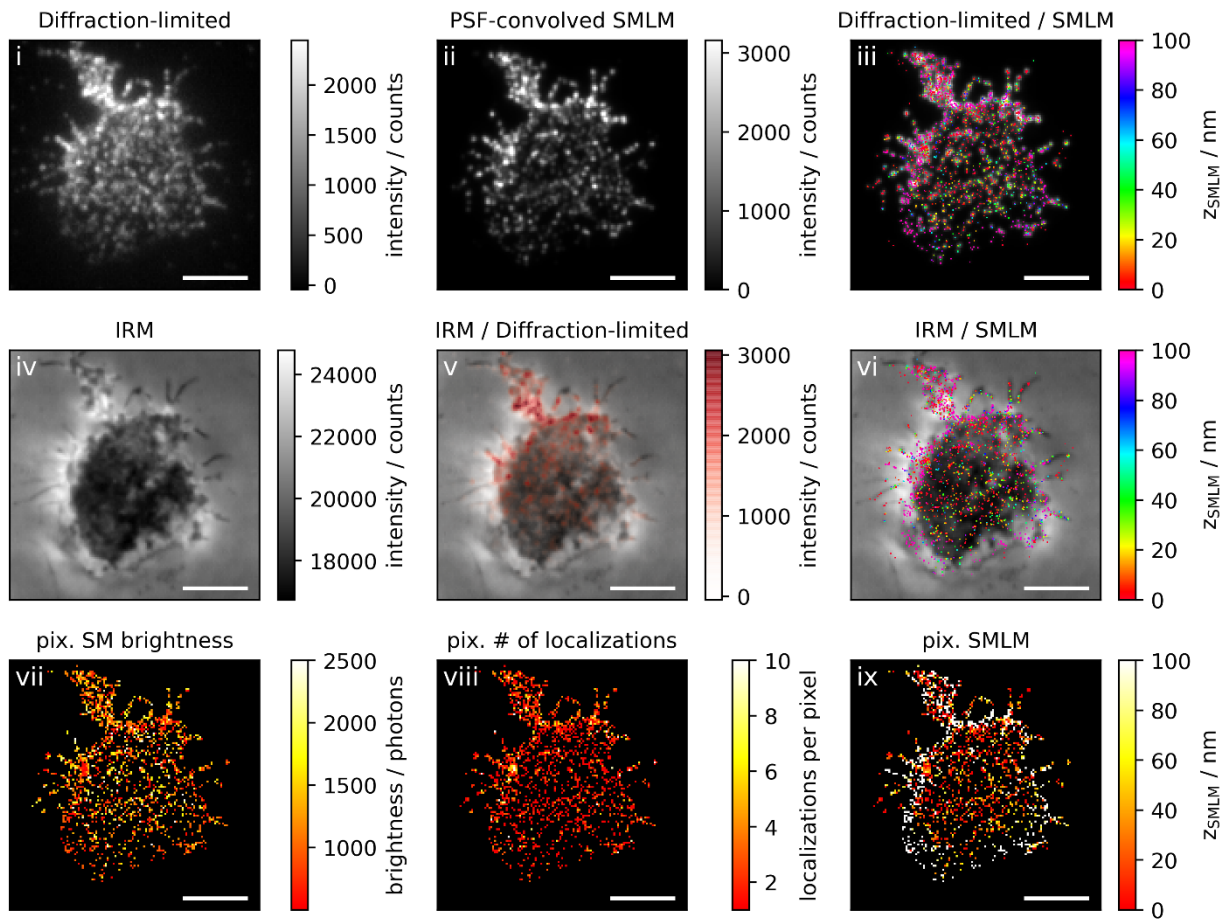 Diffraction-limited
PSF-convolved SMLM
Diffraction-limited / SMLM
i
2000
1500
1000
500
0
intensity / counts
ii
3000
2000
1000
0
intensity / counts
iii
100
80
60
40
20
0
zSMLM / nm
IRM
IRM / Diffraction-limited
IRM / SMLM
iv
24000
22000
20000
18000
intensity / counts
v
3000
2000
1000
0
intensity / counts
vi
100
80
60
40
20
0
zSMLM / nm
pix. SM brightness
pix. # of localizations
pix. SMLM
vii
2500
2000
1500
1000
brightness / photons
viii
10
8
6
4
2
localizations per pixel
ix
100
80
60
40
20
0
zSMLM / nm